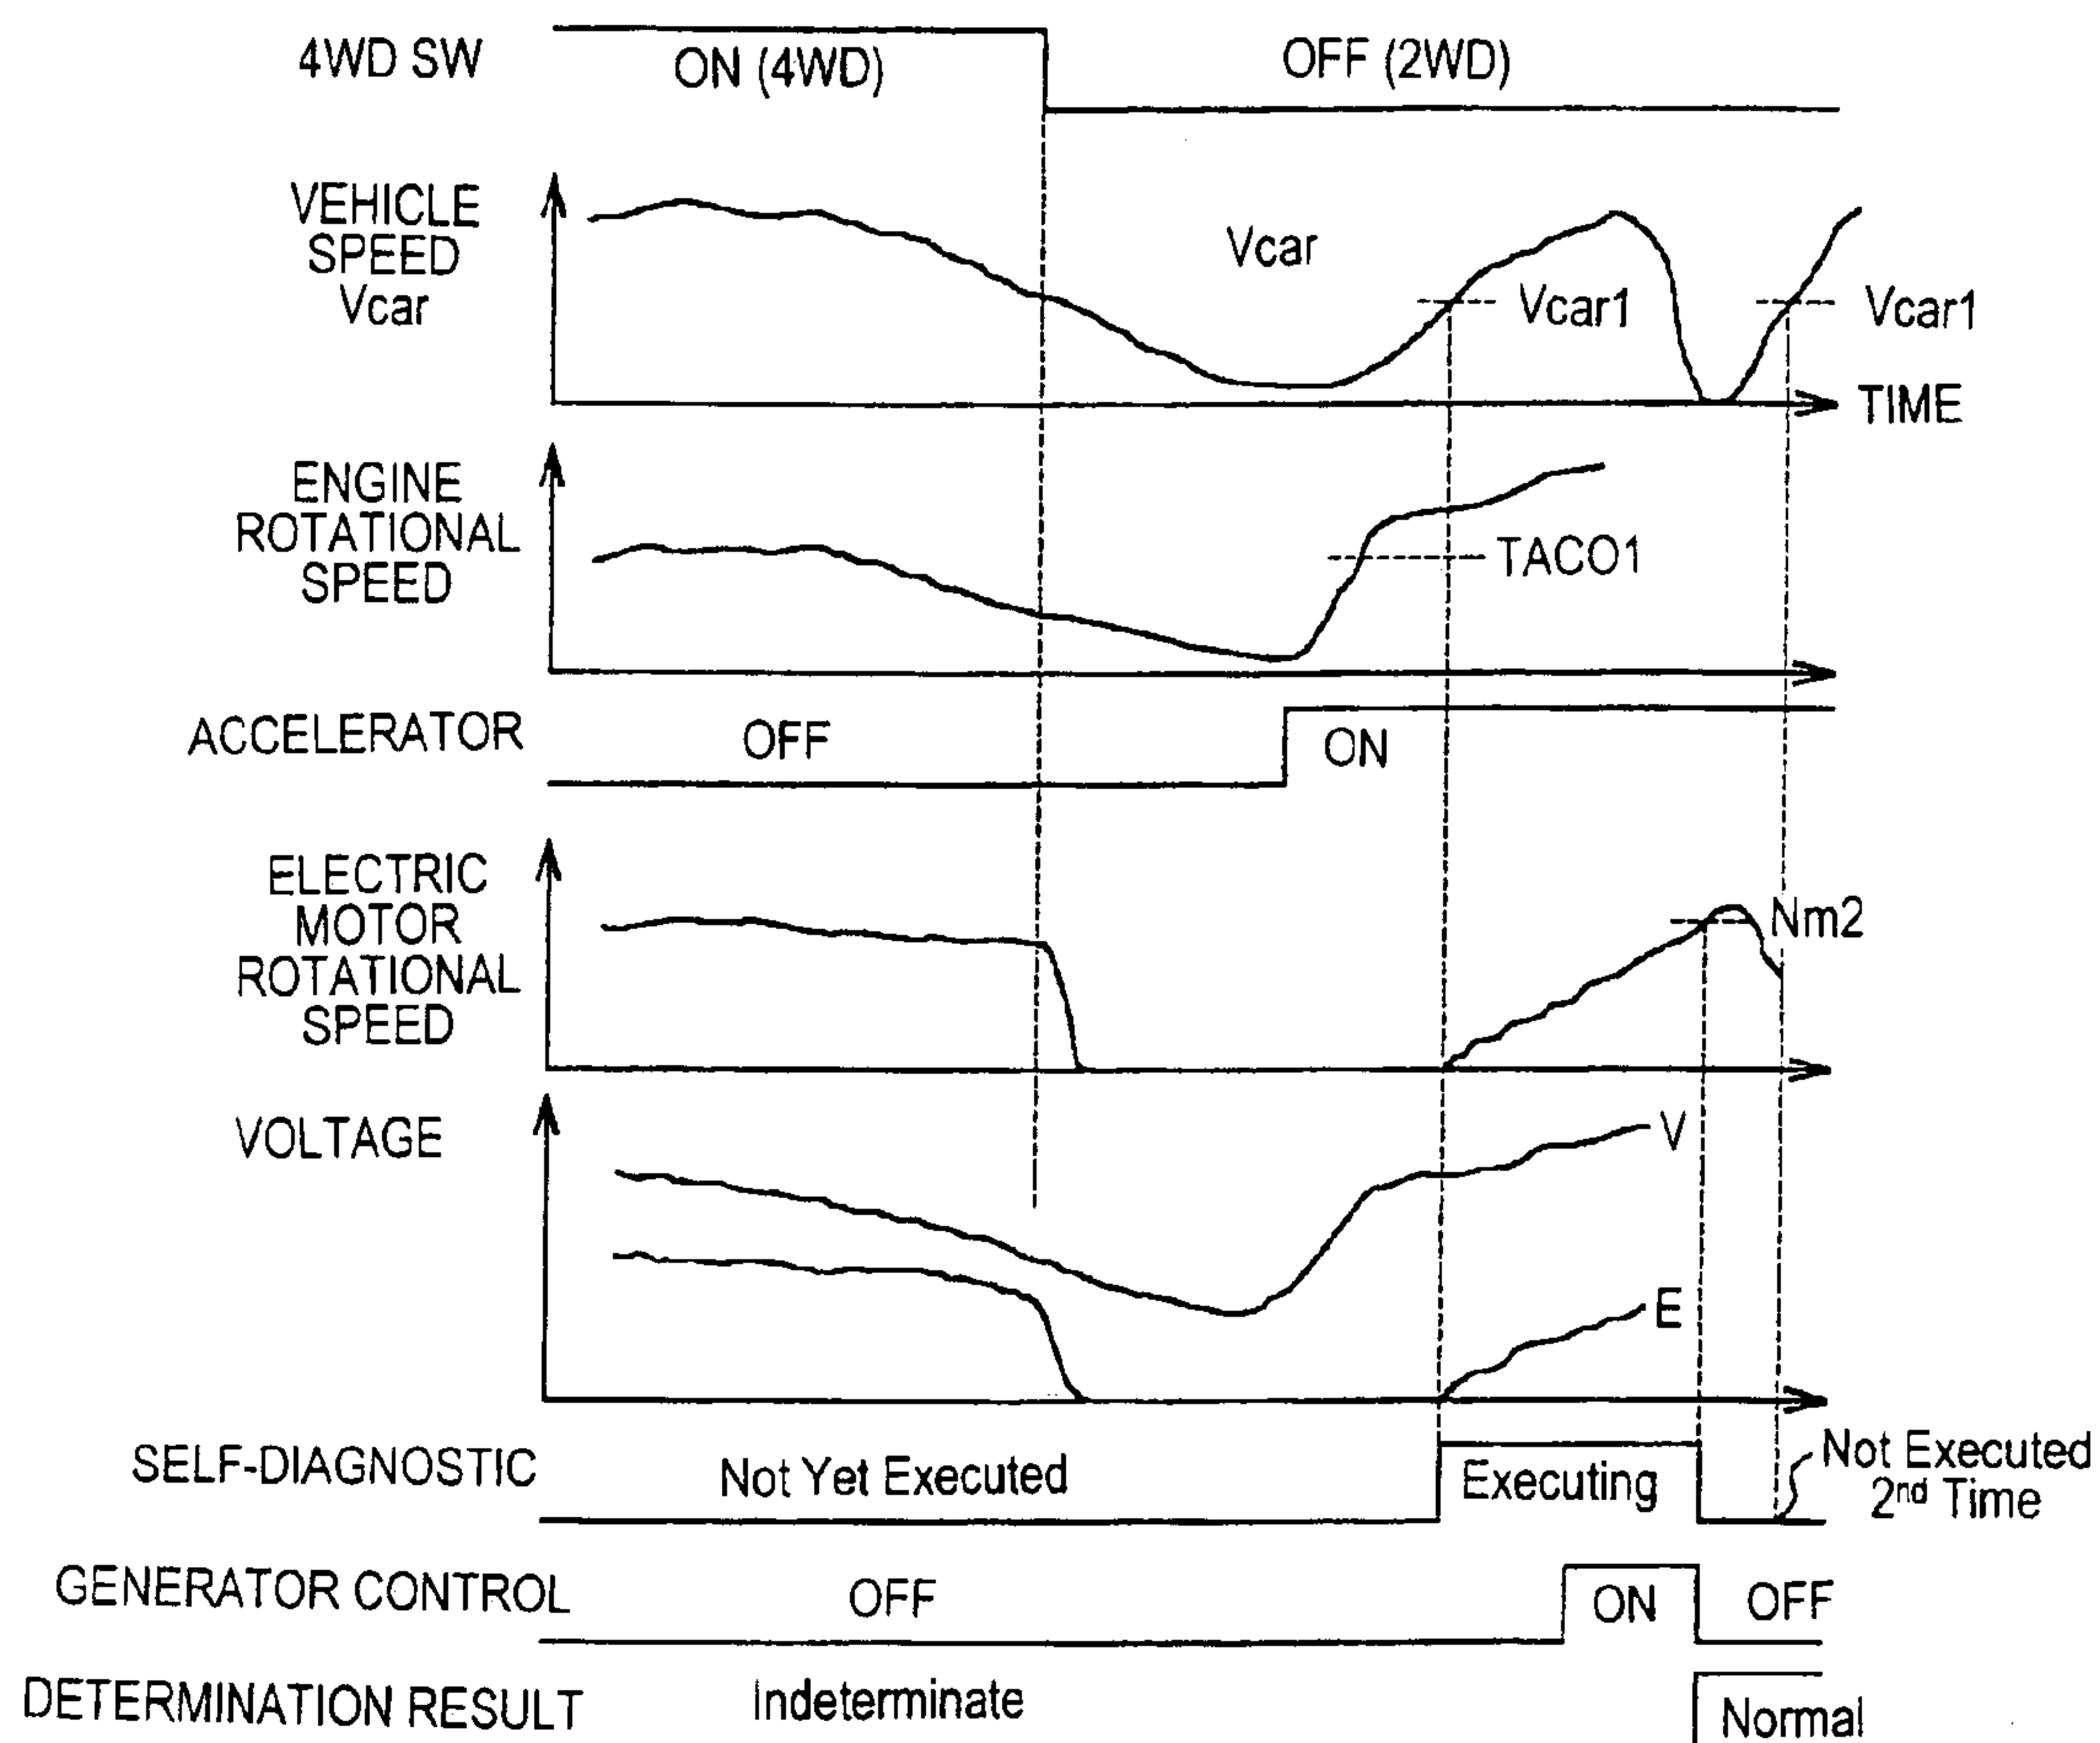 4WD SW
ON (4WD)
OFF (2WD)
VEHICLE
SPEED
Vcar
Vcar
Vcar1
Vcar1
TIME
ENGINE
ROTATIONAL
SPEED
TACO1
ACCELERATOR
OFF
ON
ELECTRIC
MOTOR
ROTATIONAL
SPEED
Nm2
VOLTAGE
V
E
SELF-DIAGNOSTIC
Not Yet Executed
Executing
Not Executed
2nd Time
GENERATOR CONTROL
OFF
ON
OFF
DETERMINATION RESULT
Indeterminate
Normal